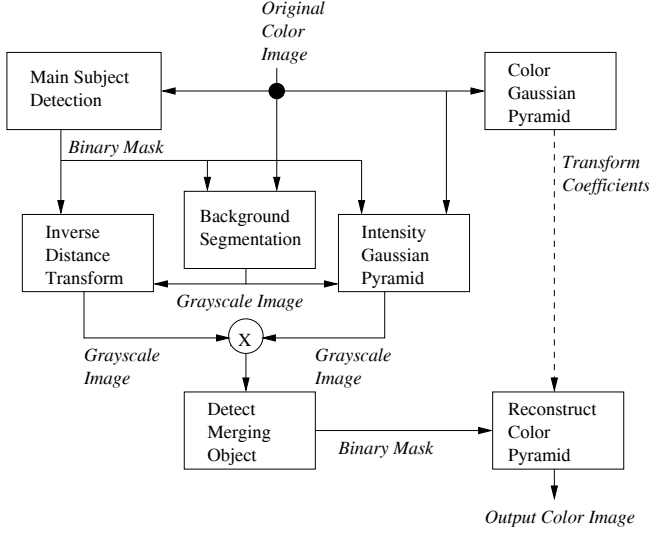 Original
Color
Image
Main Subject
Detection
Color
Gaussian
Pyramid
Binary Mask
Transform
Coefficients
Inverse
Distance
Transform
Background
Segmentation
Intensity
Gaussian
Pyramid
Grayscale Image
X
Grayscale
Image
Grayscale
Image
Detect
Merging
Object
Binary Mask
Reconstruct
Color
Pyramid
Output Color Image